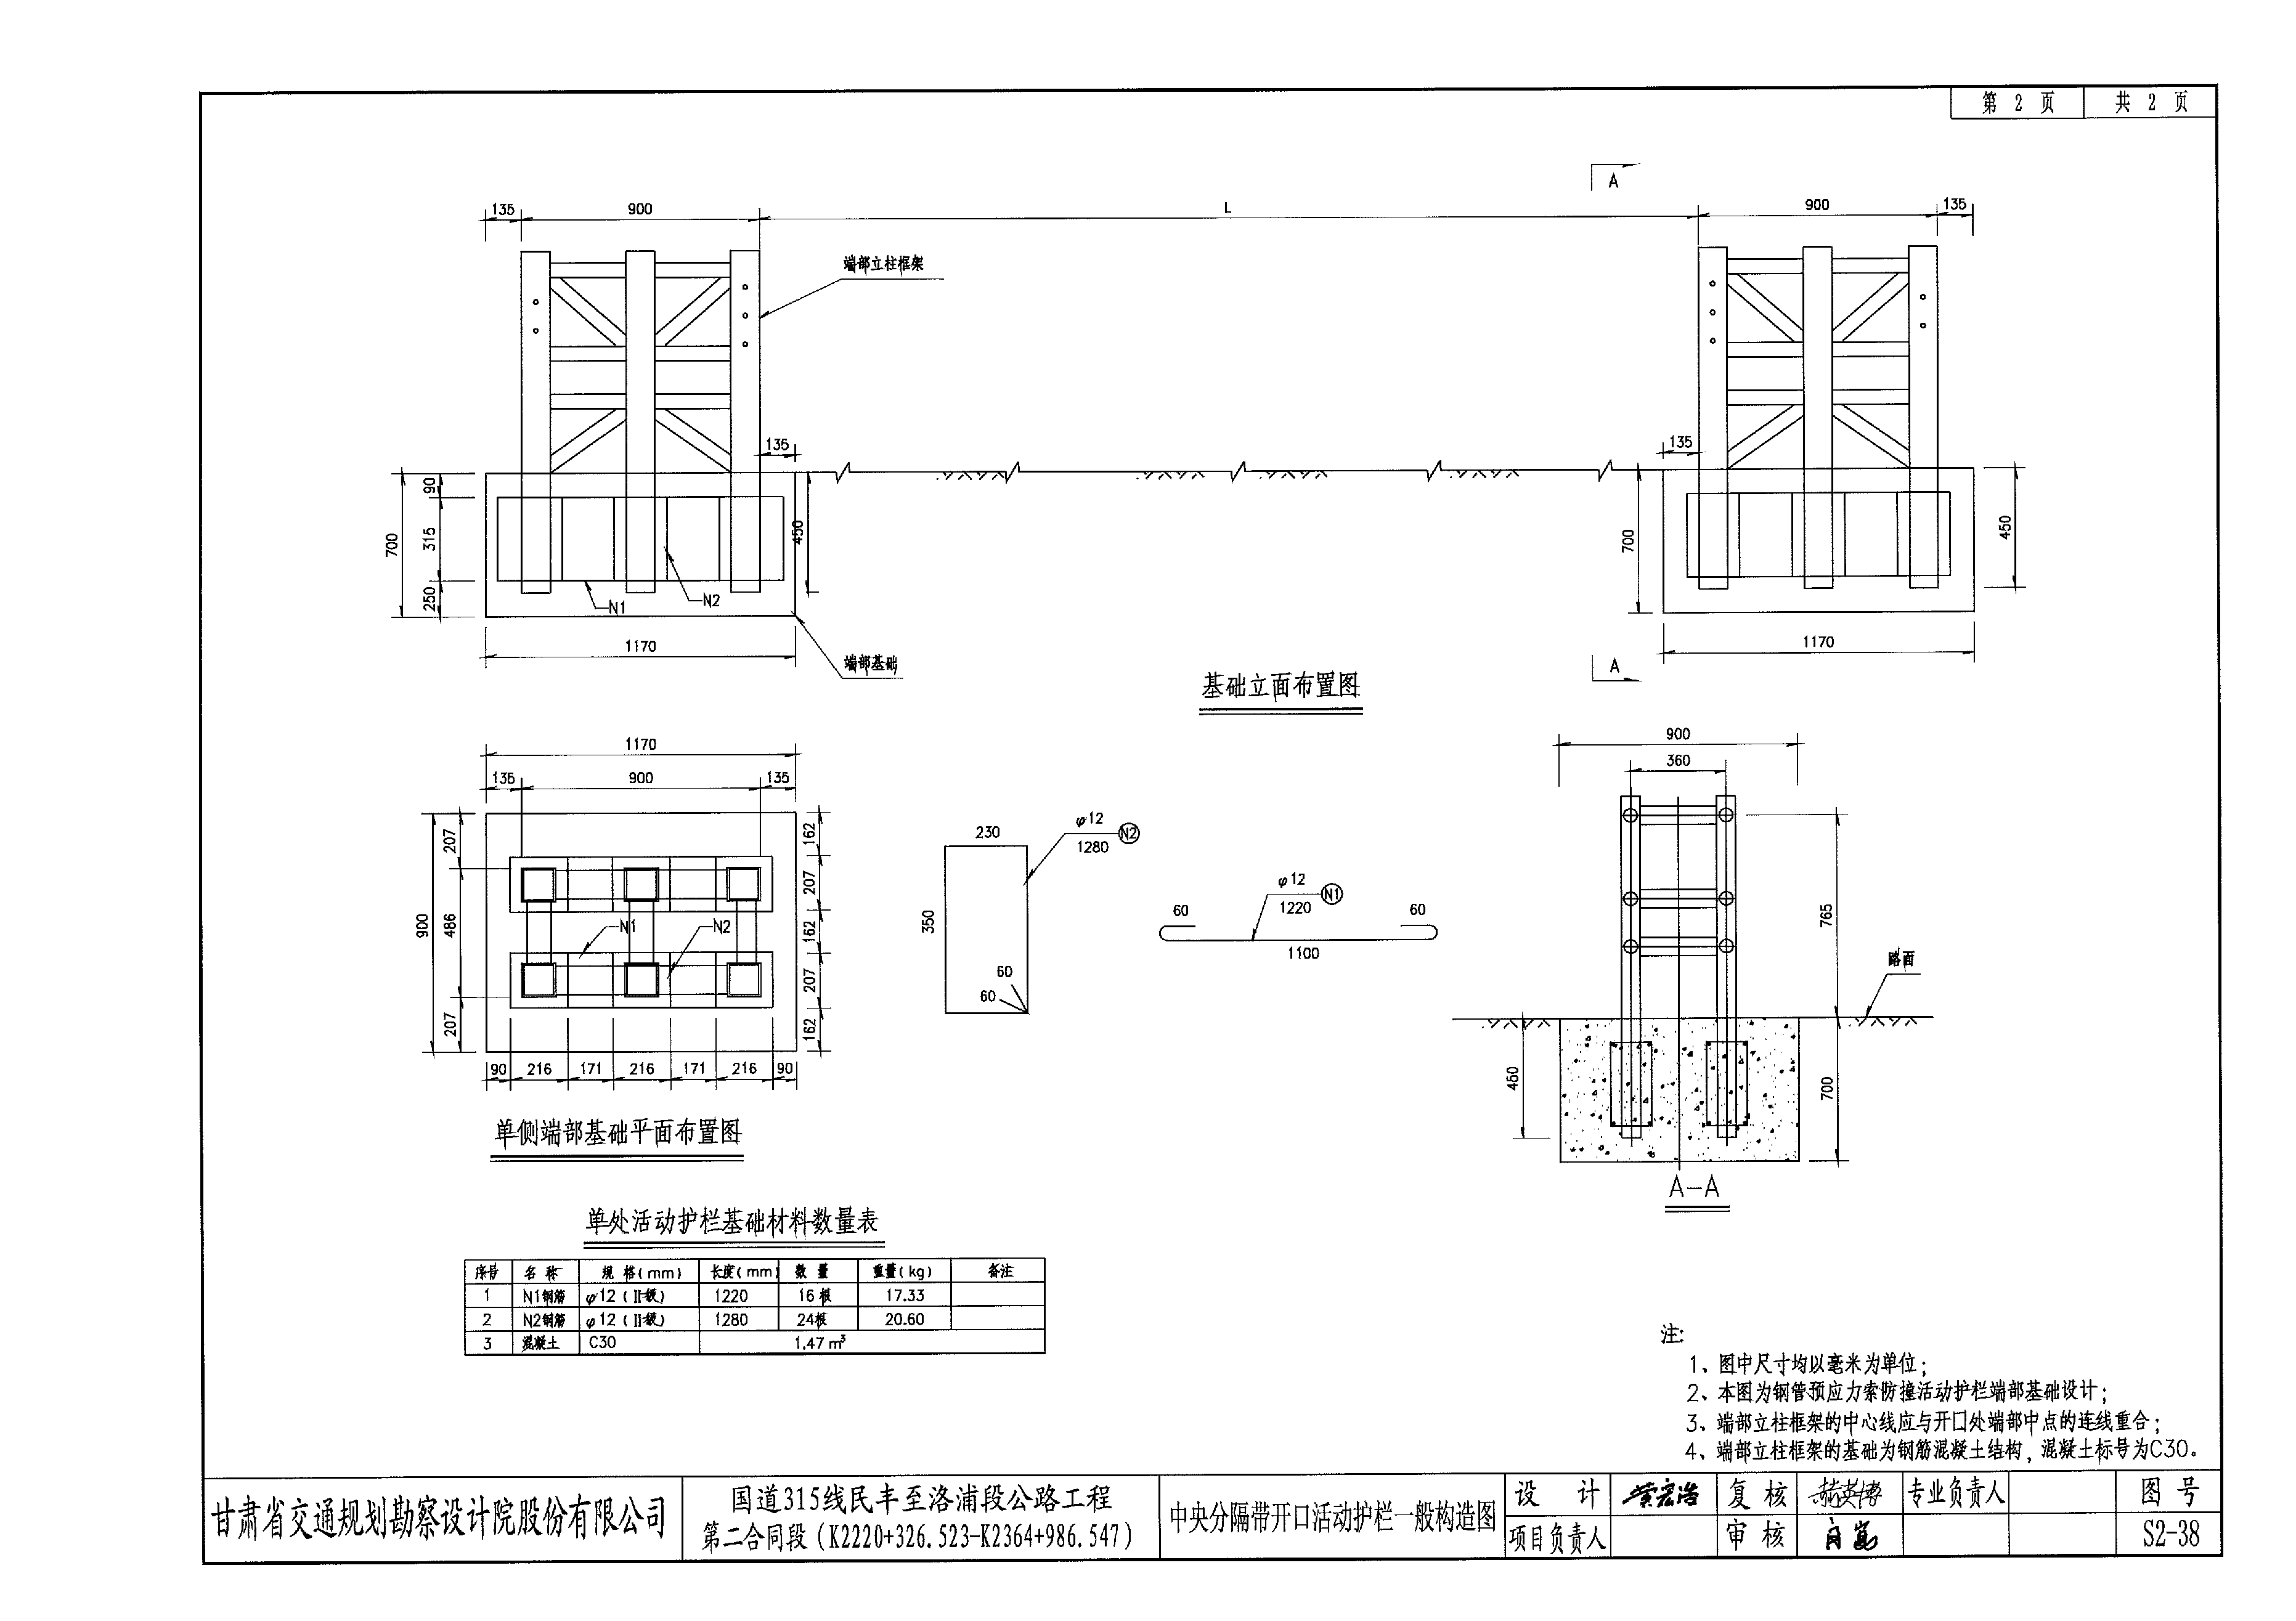 第 2 页 共 2 页
A
135 900 L 900 135
端部立柱框架
135 135
90
700 315 450 700 450
250
N1 N2
1170 1170
端部基础
A
基础立面布置图
1170
135 900 135
900
360
207 162
900 486 207
162
207 207
162
N1 N2
90 216 171 216 171 216 90
单侧端部基础平面布置图
230
φ12 N2
1280
350
60
60
φ12 N1
60 1220 60
1100
765
路面
450 700
A-A
单处活动护栏基础材料数量表
序号 名 称 规 格(mm) 长度(mm) 数 量 重量(kg) 备注
1 N1钢筋 φ12(Ⅱ级) 1220 16根 17.33
2 N2钢筋 φ12(Ⅱ级) 1280 24根 20.60
3 混凝土 C30 1.47 m³
注:
1、图中尺寸均以毫米为单位;
2、本图为钢管预应力索防撞活动护栏端部基础设计;
3、端部立柱框架的中心线应与开口处端部中点的连线重合;
4、端部立柱框架的基础为钢筋混凝土结构,混凝土标号为C30。
甘肃省交通规划勘察设计院股份有限公司
国道315线民丰至洛浦段公路工程
第二合同段(K2220+326.523-K2364+986.547)
中央分隔带开口活动护栏一般构造图
设 计 黄宏浩 复 核 专业负责人 图 号
项目负责人 审 核 S2-38